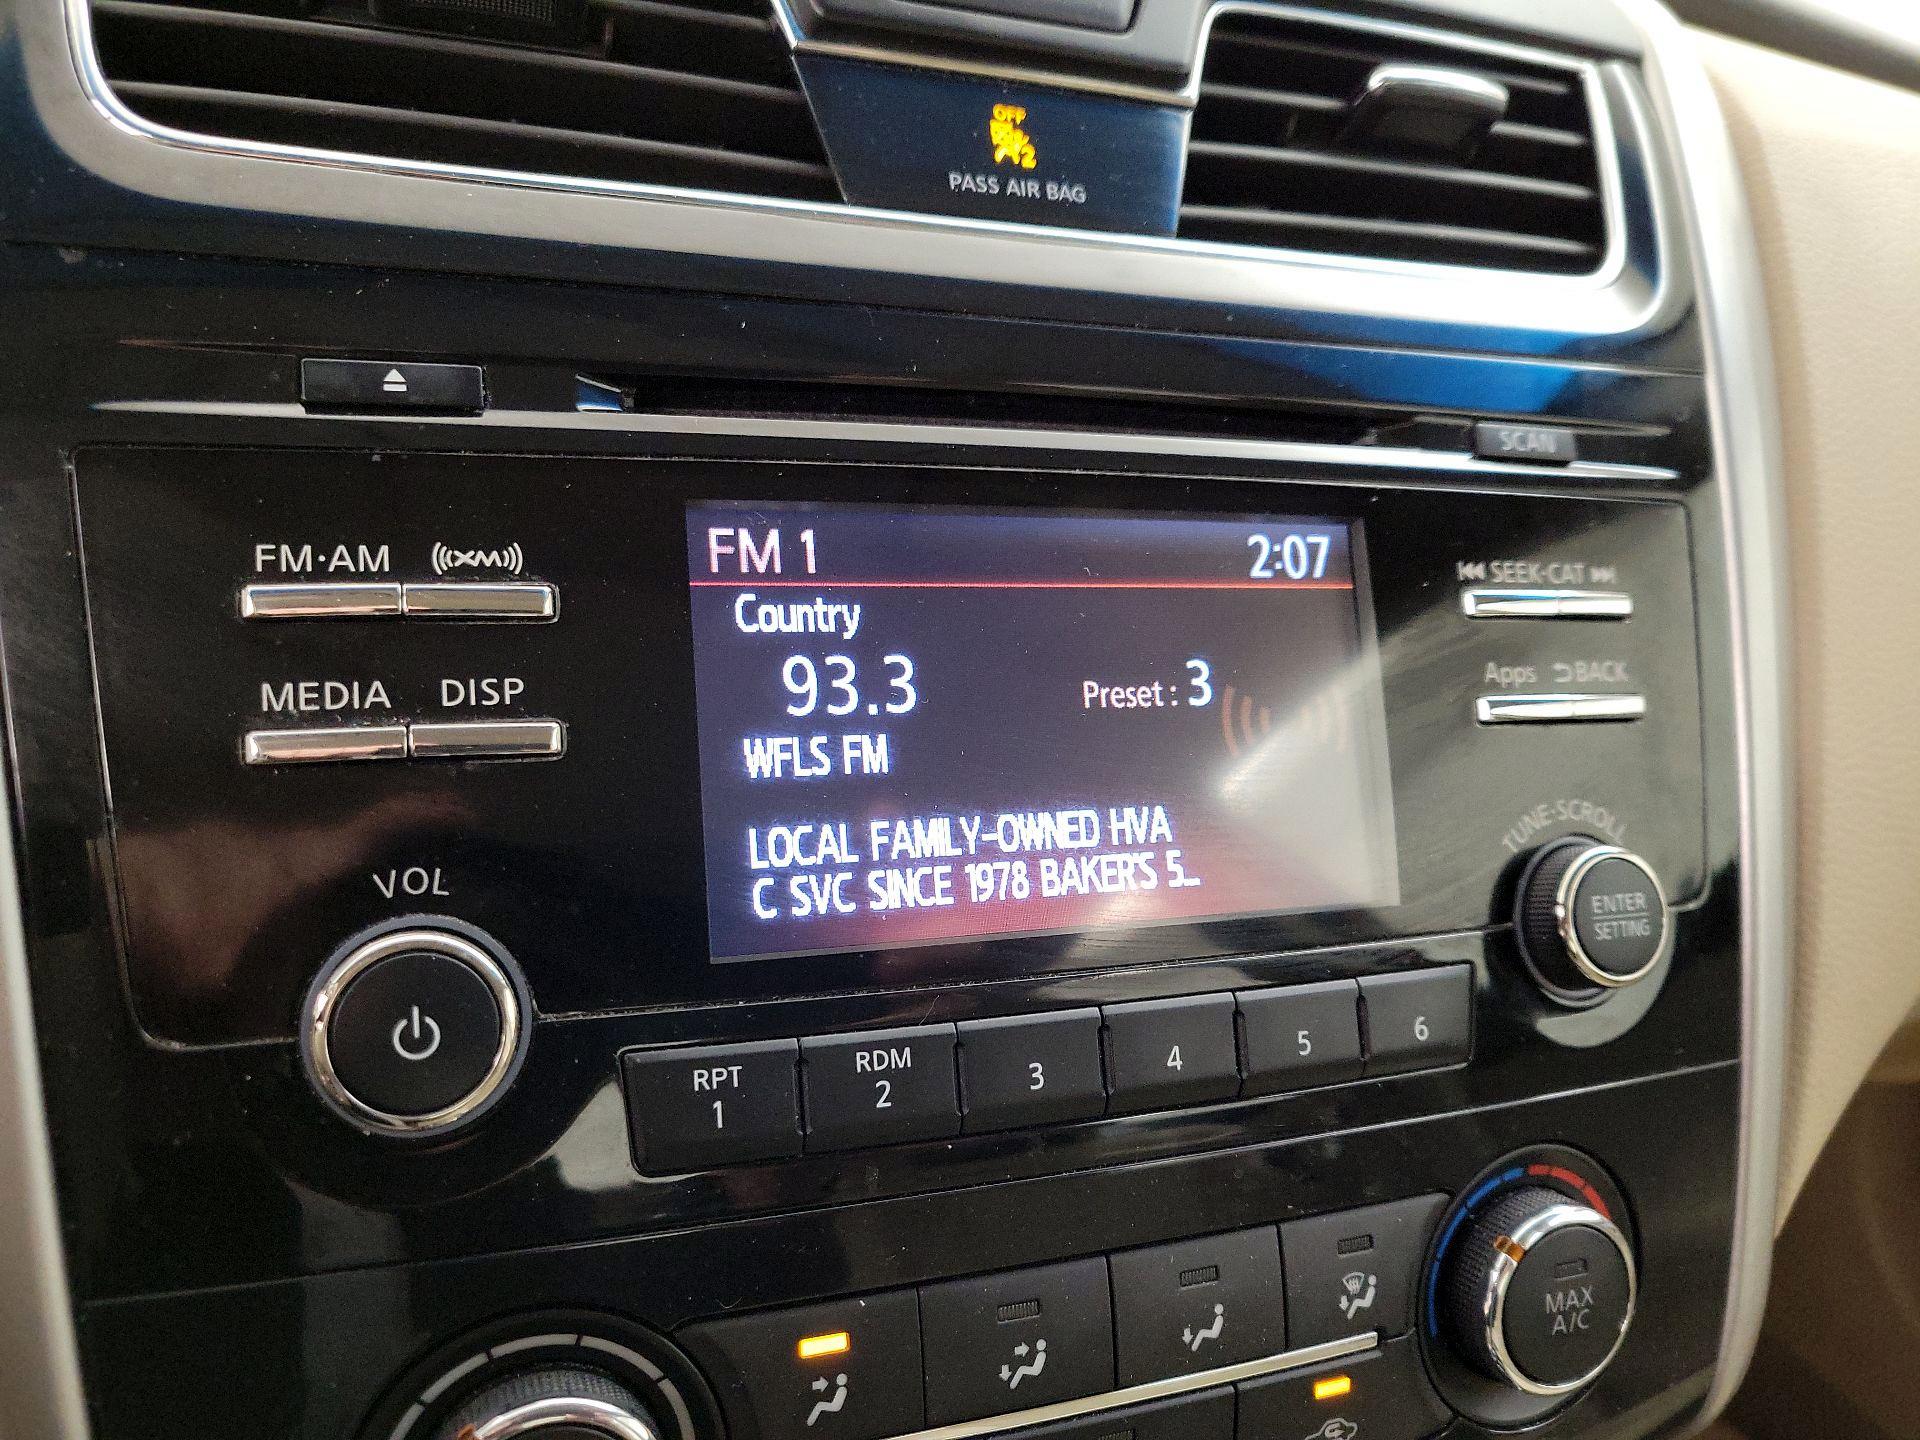 OFF
2
PASS AIR BAG
SCAN
FM·AM
((XM))
FM 1 2:07
SEEK·CAT
Country
93.3
Preset : 3
MEDIA DISP
Apps BACK
WFLS FM
LOCAL FAMILY-OWNED HVA
C SVC SINCE 1978 BAKER'S 5...
TUNE·SCROLL
VOL
ENTER
SETTING
RPT
1
RDM
2
3
4
5
6
MAX
A/C